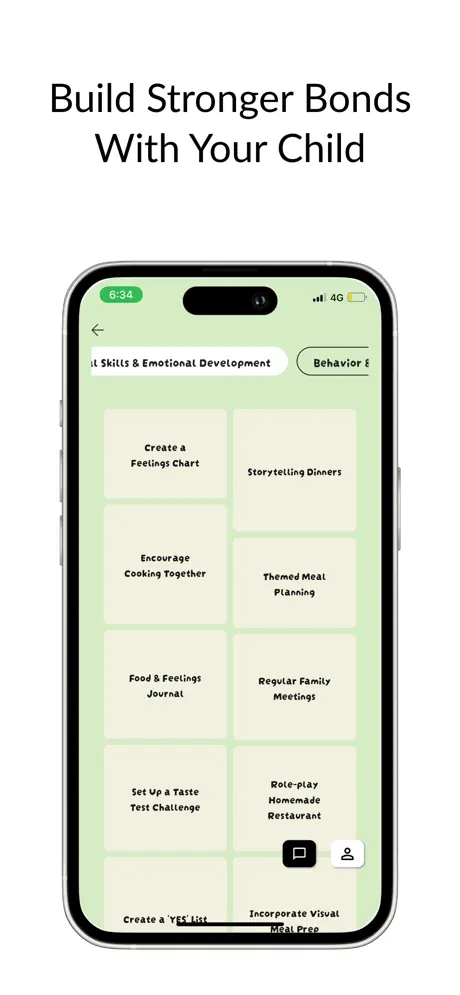 Build Stronger Bonds
With Your Child
6:34
4G
l Skills & Emotional Development
Behavior &
Create a
Feelings Chart
Storytelling Dinners
Encourage
Cooking Together
Themed Meal
Planning
Food & Feelings
Journal
Regular Family
Meetings
Set Up a Taste
Test Challenge
Role-play
Homemade
Restaurant
Create a 'YES' List
Incorporate Visual
Meal Prep